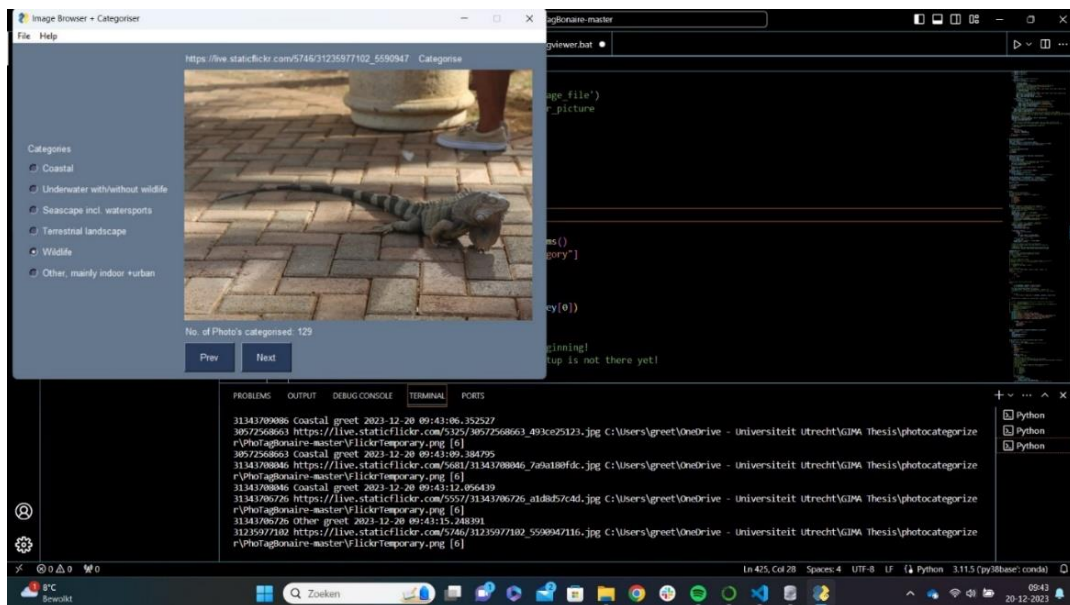 Image Browser + Categoriser
File Help
https://live.staticflickr.com/5746/31235977102_5590947 Categorise
Categories
Coastal
Underwater with/without wildlife
Seascape incl. watersports
Terrestrial landscape
Wildlife
Other, mainly indoor +urban
No. of Photo's categorised: 129
Prev Next
agBonaire-master
gviewer.bat
age_file')
r_picture
ms()
gory"]
ey[0])
ginning!
tup is not there yet!
PROBLEMS OUTPUT DEBUG CONSOLE TERMINAL PORTS
31343709086 Coastal greet 2023-12-20 09:43:06.352527
30572568663 https://live.staticflickr.com/5325/30572568663_493ce25123.jpg C:\Users\greet\OneDrive - Universiteit Utrecht\GIMA Thesis\photocategorize
r\PhoTagBonaire-master\FlickrTemporary.png [6]
30572568663 Coastal greet 2023-12-20 09:43:09.384795
31343708046 https://live.staticflickr.com/5681/31343708046_7a9a180fdc.jpg C:\Users\greet\OneDrive - Universiteit Utrecht\GIMA Thesis\photocategorize
r\PhoTagBonaire-master\FlickrTemporary.png [6]
31343708046 Coastal greet 2023-12-20 09:43:12.056439
31343706726 https://live.staticflickr.com/5557/31343706726_a1d8d57c4d.jpg C:\Users\greet\OneDrive - Universiteit Utrecht\GIMA Thesis\photocategorize
r\PhoTagBonaire-master\FlickrTemporary.png [6]
31343706726 Other greet 2023-12-20 09:43:15.248391
31235977102 https://live.staticflickr.com/5746/31235977102_5590947116.jpg C:\Users\greet\OneDrive - Universiteit Utrecht\GIMA Thesis\photocategorize
r\PhoTagBonaire-master\FlickrTemporary.png [6]
Python
Python
Python
0 0 0 Ln 425, Col 28 Spaces: 4 UTF-8 LF Python 3.11.5 ('py38base': conda)
8°C
Bewolkt
Zoeken
09:43
20-12-2023